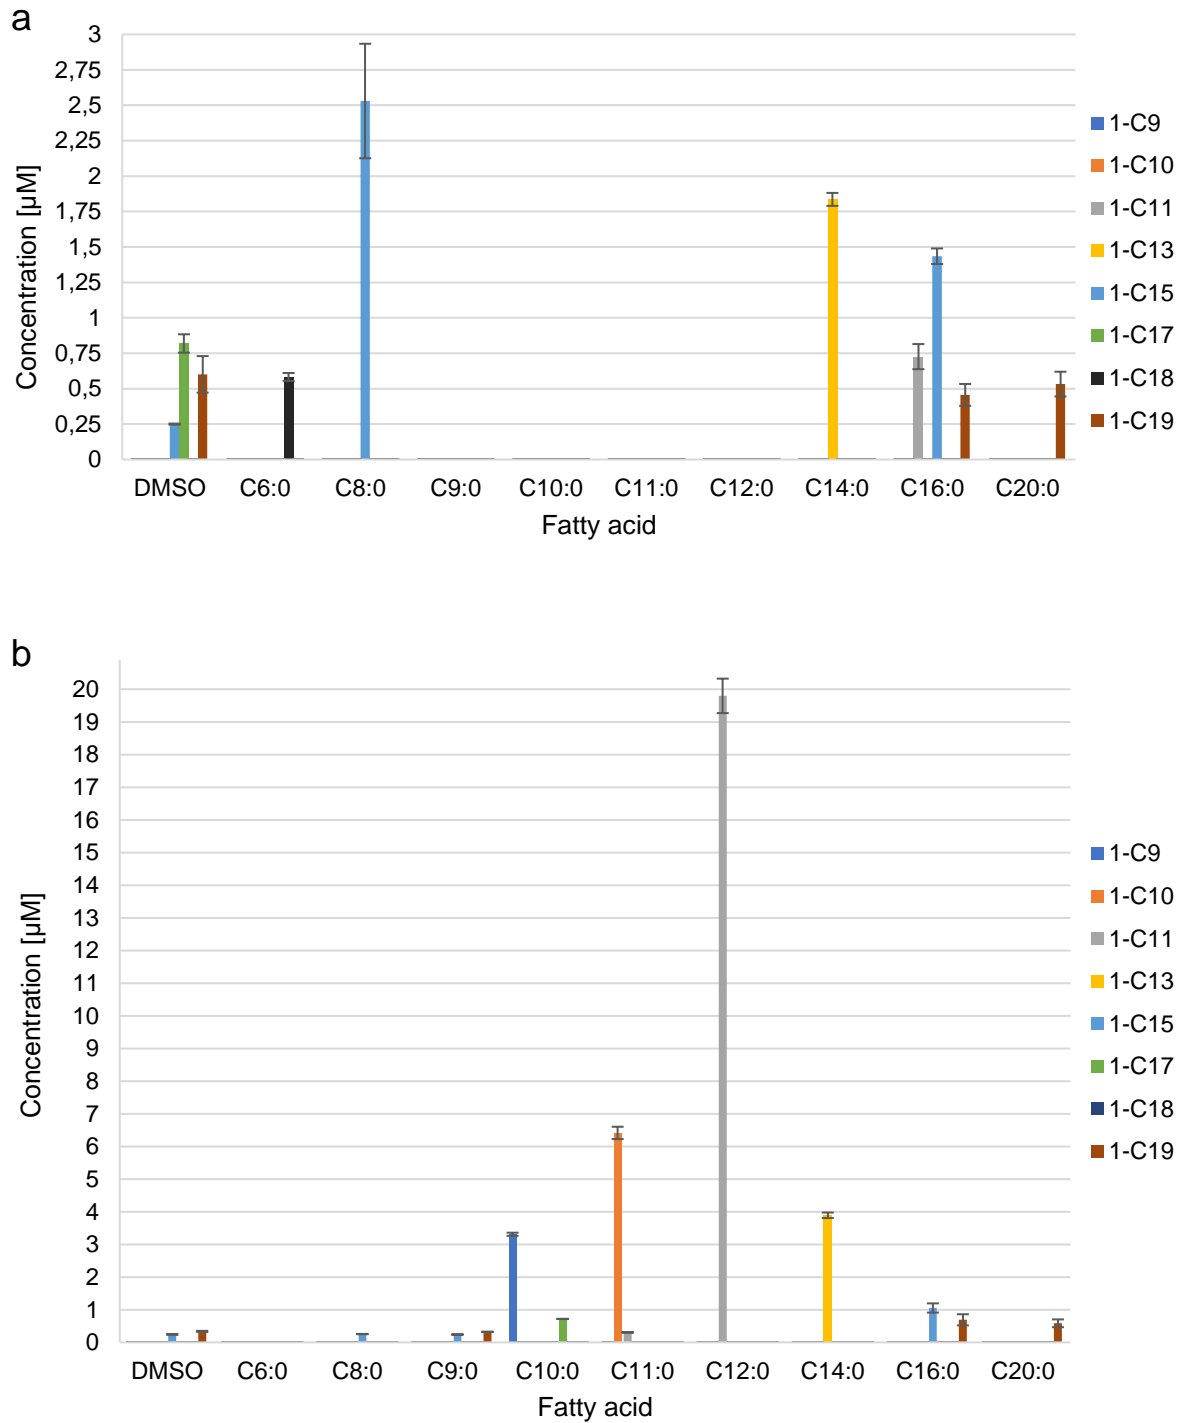 a
3
2,75
2,5
2,25
2
1,75
1,5
1,25
1
0,75
0,5
0,25
0
Concentration [µM]
DMSO C6:0 C8:0 C9:0 C10:0 C11:0 C12:0 C14:0 C16:0 C20:0
Fatty acid
1-C9
1-C10
1-C11
1-C13
1-C15
1-C17
1-C18
1-C19
b
20
19
18
17
16
15
14
13
12
11
10
9
8
7
6
5
4
3
2
1
0
Concentration [µM]
DMSO C6:0 C8:0 C9:0 C10:0 C11:0 C12:0 C14:0 C16:0 C20:0
Fatty acid
1-C9
1-C10
1-C11
1-C13
1-C15
1-C17
1-C18
1-C19